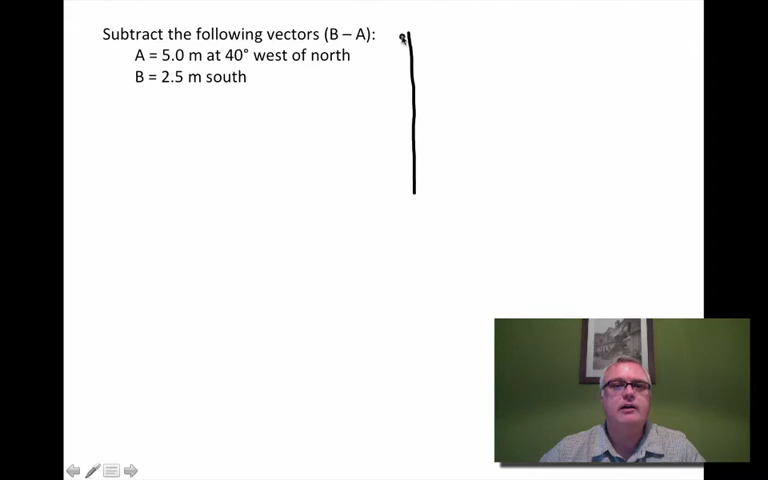 Subtract the following vectors (B – A):
A = 5.0 m at 40° west of north
B = 2.5 m south